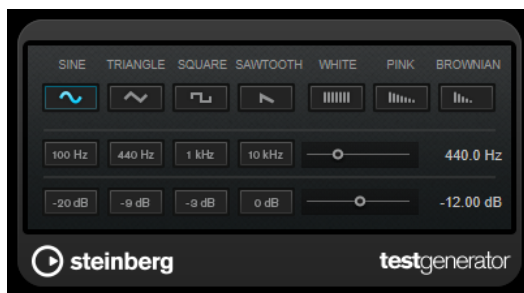 SINE TRIANGLE SQUARE SAWTOOTH WHITE PINK BROWNIAN
100 Hz 440 Hz 1 kHz 10 kHz 440.0 Hz
-20 dB -9 dB -3 dB 0 dB -12.00 dB
steinberg testgenerator